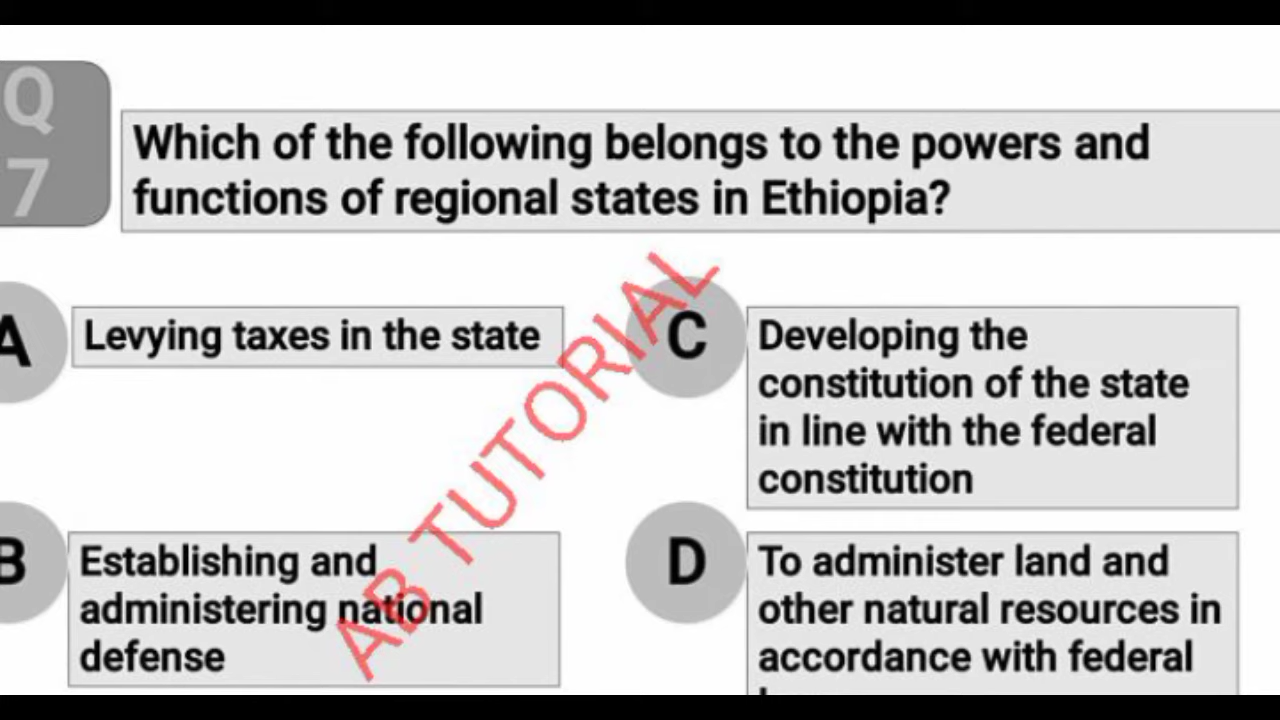 Q
7
Which of the following belongs to the powers and
functions of regional states in Ethiopia?
A
Levying taxes in the state
B
Establishing and
administering national
defense
C
Developing the
constitution of the state
in line with the federal
constitution
D
To administer land and
other natural resources in
accordance with federal
AB TUTORIAL